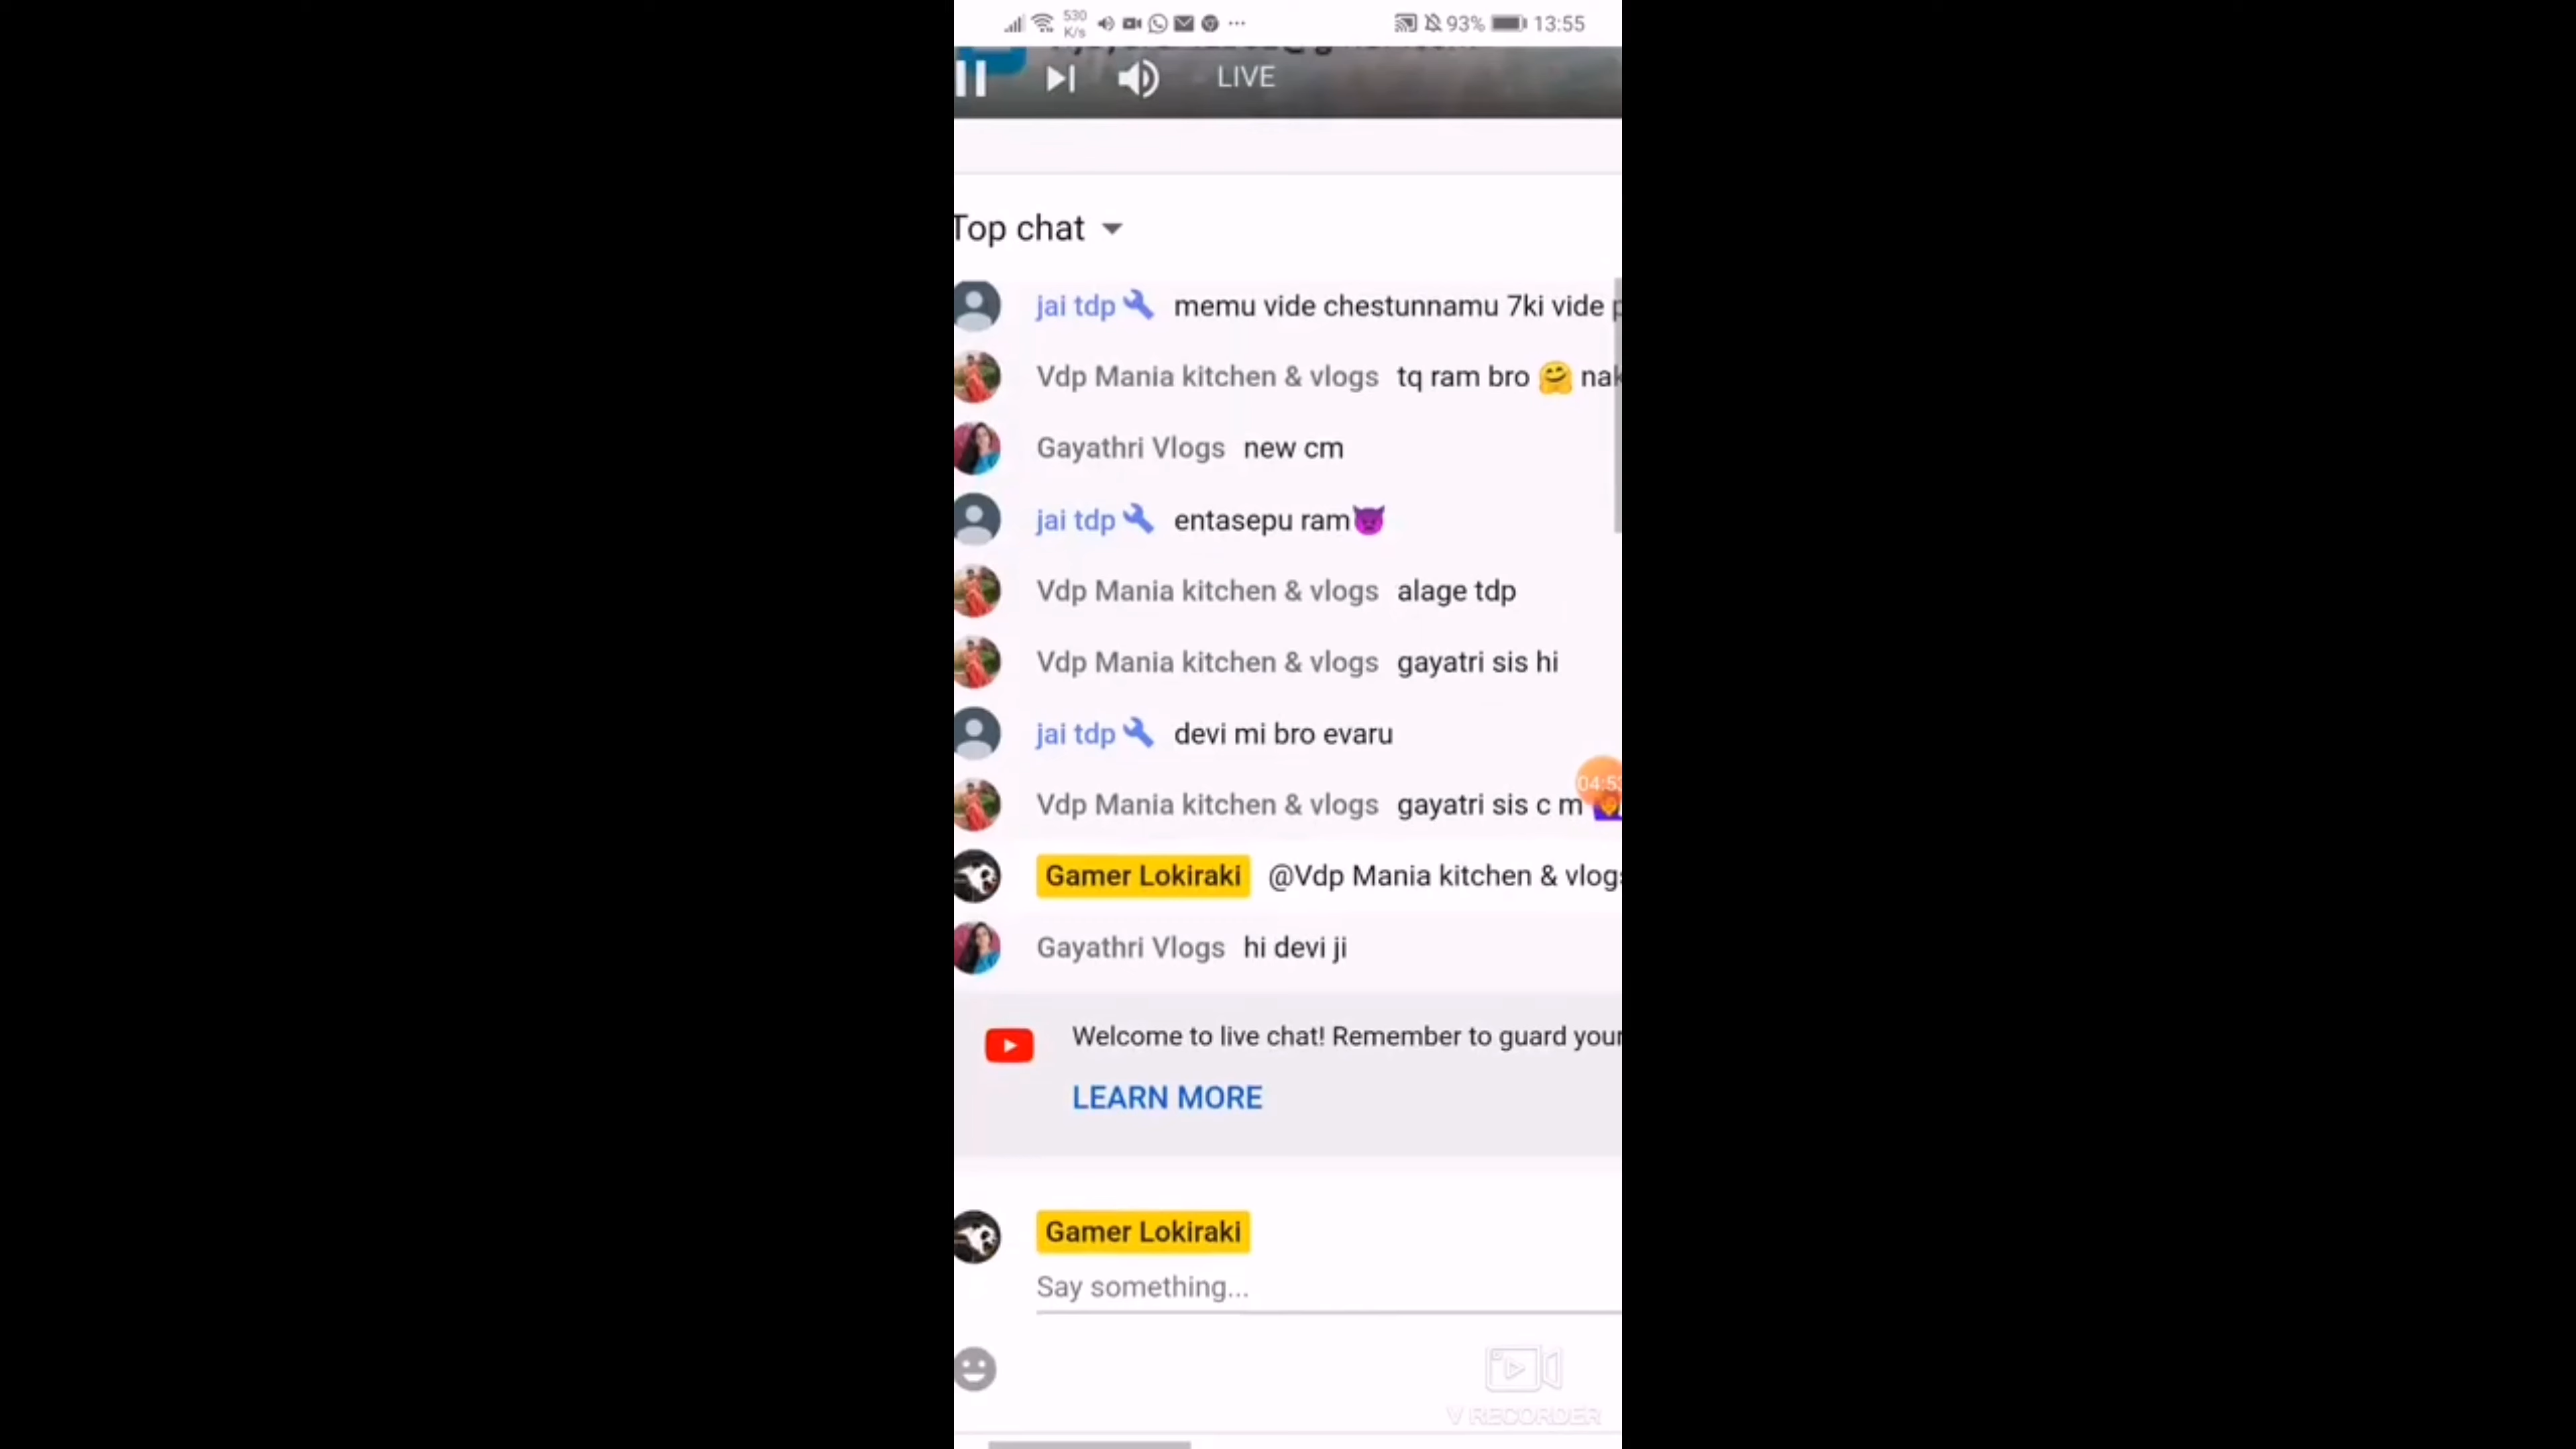 530
K/s
93% 13:55
LIVE
Top chat
jai tdp memu vide chestunnamu 7ki vide
Vdp Mania kitchen & vlogs tq ram bro 🤗 nak
Gayathri Vlogs new cm
jai tdp entasepu ram👿
Vdp Mania kitchen & vlogs alage tdp
Vdp Mania kitchen & vlogs gayatri sis hi
jai tdp devi mi bro evaru
04:53
Vdp Mania kitchen & vlogs gayatri sis c m
Gamer Lokiraki @Vdp Mania kitchen & vlogs
Gayathri Vlogs hi devi ji
Welcome to live chat! Remember to guard your
LEARN MORE
Gamer Lokiraki
Say something...
V RECORDER